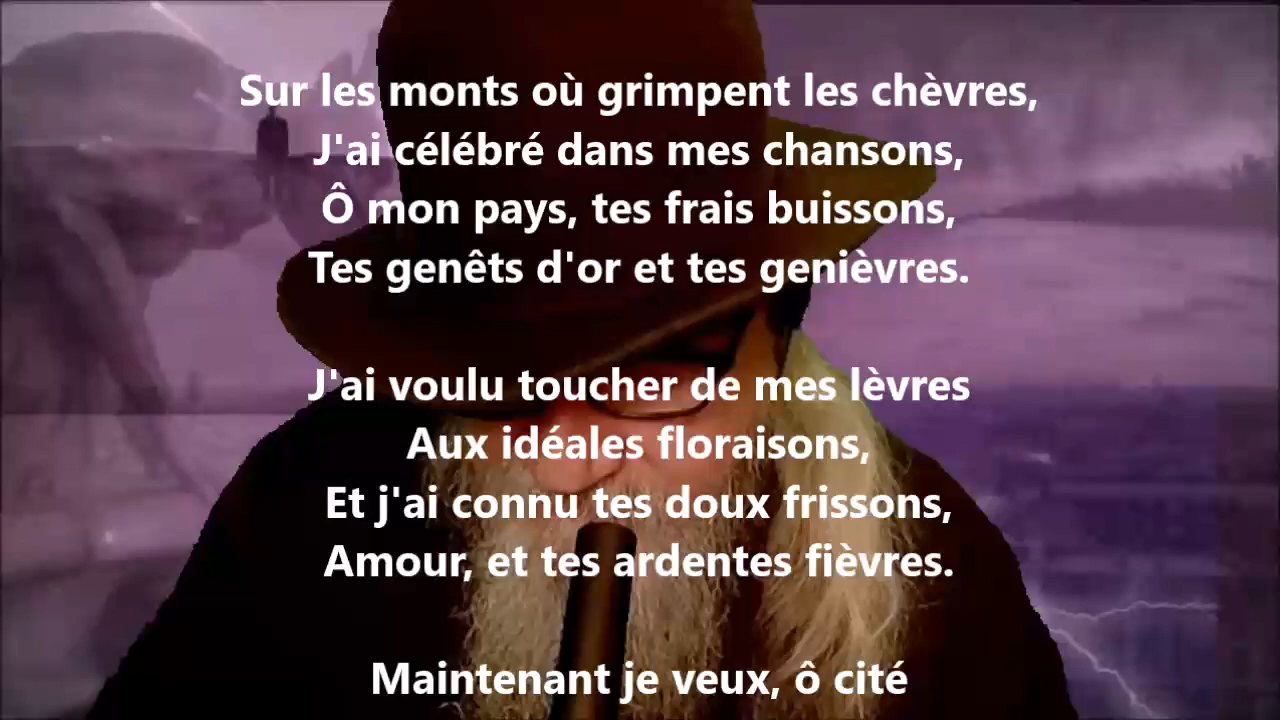 Sur les monts où grimpent les chèvres,
J'ai célébré dans mes chansons,
Ô mon pays, tes frais buissons,
Tes genêts d'or et tes genièvres.
J'ai voulu toucher de mes lèvres
Aux idéales floraisons,
Et j'ai connu tes doux frissons,
Amour, et tes ardentes fièvres.
Maintenant je veux, ô cité